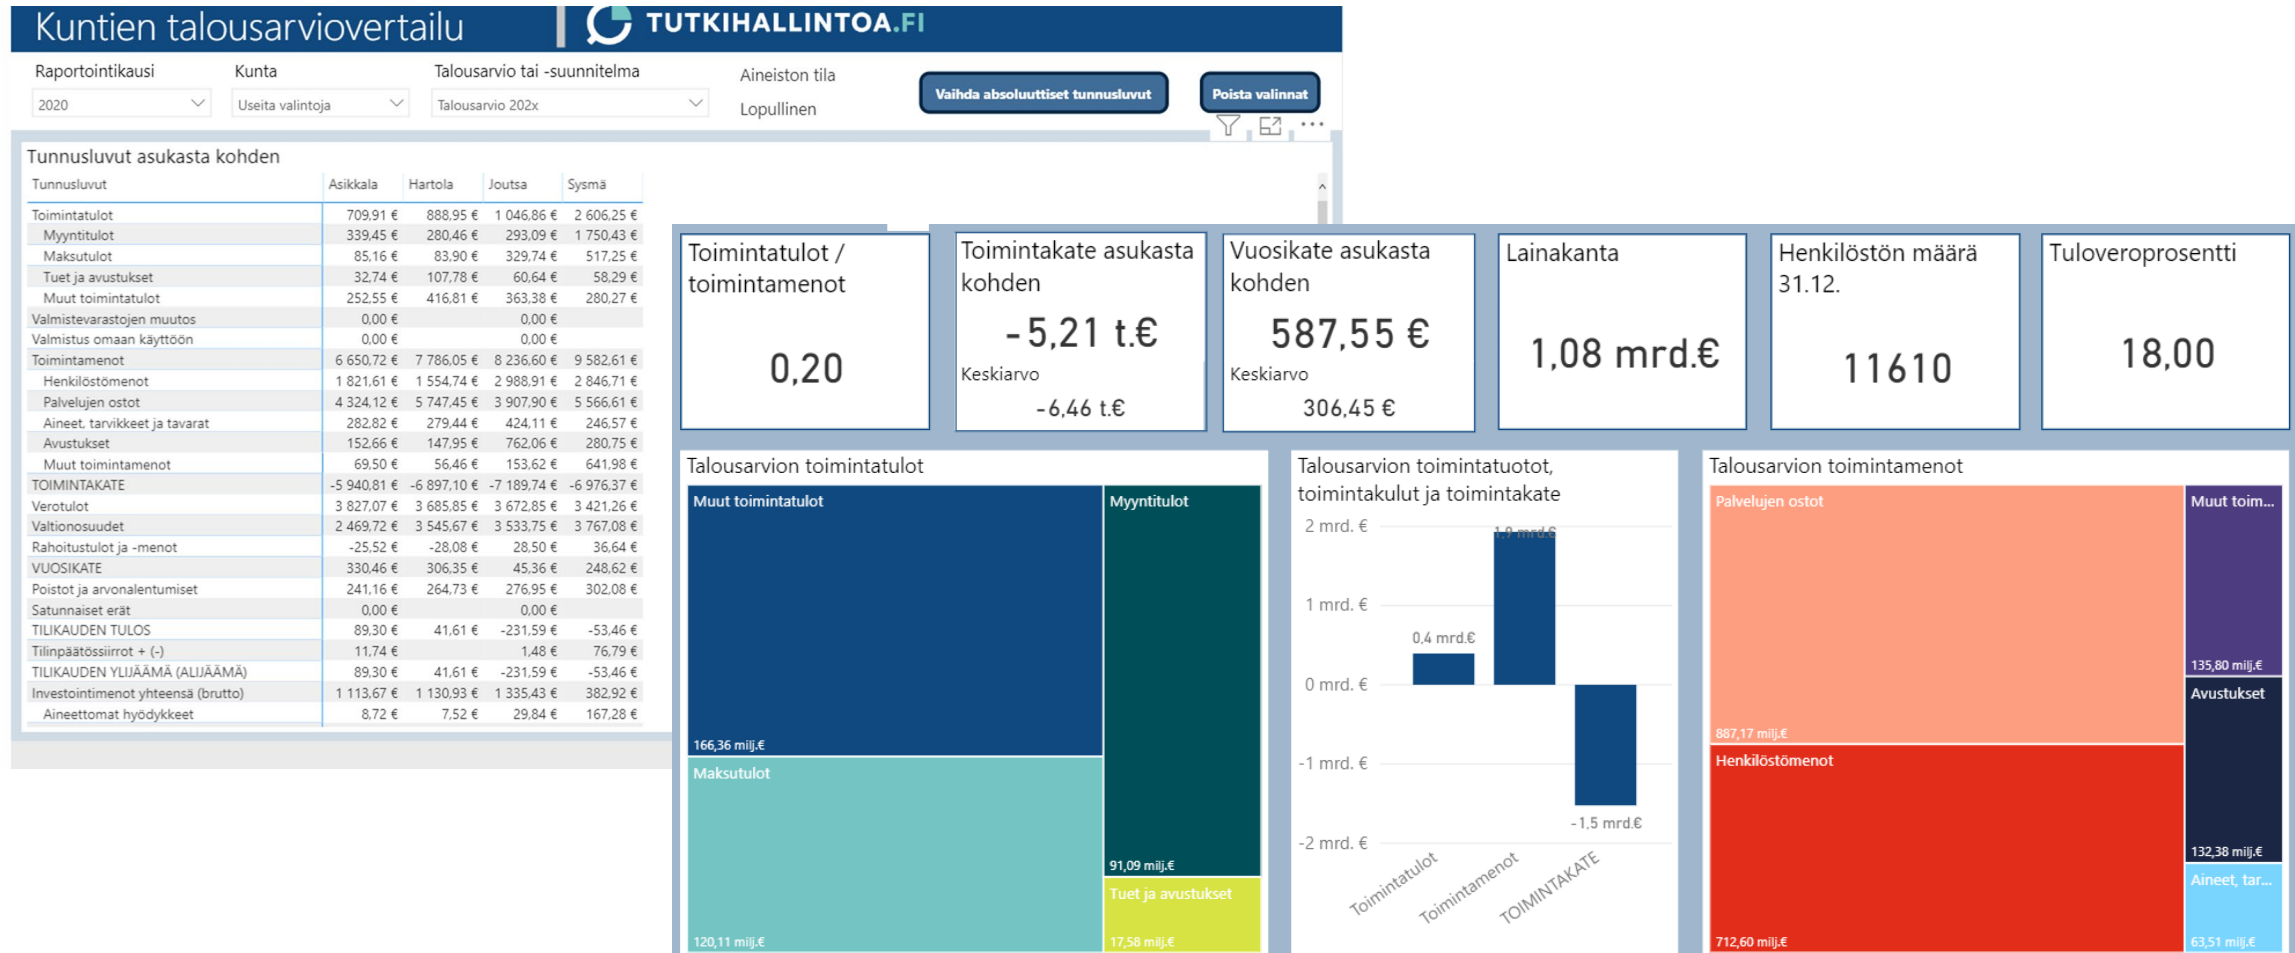 Kuntien talousarviovertailu
TUTKIHALLINTOA.FI
Raportointikausi
2020
Kunta
Useita valintoja
Talousarvio tai -suunnitelma
Talousarvio 202x
Aineiston tila
Lopullinen
Vaihda absoluuttiset tunnusluvut
Poista valinnat
Tunnusluvut asukasta kohden
Tunnusluvut Asikkala Hartola Joutsa Sysmä
Toimintatulot 709,91 € 888,95 € 1 046,86 € 2 606,25 €
Myyntitulot 339,45 € 280,46 € 293,09 € 1 750,43 €
Maksutulot 85,16 € 83,90 € 329,74 € 517,25 €
Tuet ja avustukset 32,74 € 107,78 € 60,64 € 58,29 €
Muut toimintatulot 252,55 € 416,81 € 363,38 € 280,27 €
Valmistevarastojen muutos 0,00 € 0,00 €
Valmistus omaan käyttöön 0,00 € 0,00 €
Toimintamenot 6 650,72 € 7 786,05 € 8 236,60 € 9 582,61 €
Henkilöstömenot 1 821,61 € 1 554,74 € 2 988,91 € 2 846,71 €
Palvelujen ostot 4 324,12 € 5 747,45 € 3 907,90 € 5 566,61 €
Aineet, tarvikkeet ja tavarat 282,82 € 279,44 € 424,11 € 246,57 €
Avustukset 152,66 € 147,95 € 762,06 € 280,75 €
Muut toimintamenot 69,50 € 56,46 € 153,62 € 641,98 €
TOIMINTAKATE -5 940,81 € -6 897,10 € -7 189,74 € -6 976,37 €
Verotulot 3 827,07 € 3 685,85 € 3 672,85 € 3 421,26 €
Valtionosuudet 2 469,72 € 3 545,67 € 3 533,75 € 3 767,08 €
Rahoitustulot ja -menot -25,52 € -28,08 € 28,50 € 36,64 €
VUOSIKATE 330,46 € 306,35 € 45,36 € 248,62 €
Poistot ja arvonalentumiset 241,16 € 264,73 € 276,95 € 302,08 €
Satunnaiset erät 0,00 € 0,00 €
TILIKAUDEN TULOS 89,30 € 41,61 € -231,59 € -53,46 €
Tilinpäätössiirrot + (-) 11,74 € 1,48 € 76,79 €
TILIKAUDEN YLIJÄÄMÄ (ALIJÄÄMÄ) 89,30 € 41,61 € -231,59 € -53,46 €
Investointimenot yhteensä (brutto) 1 113,67 € 1 130,93 € 1 335,43 € 382,92 €
Aineettomat hyödykkeet 8,72 € 7,52 € 29,84 € 167,28 €
Toimintatulot /
toimintamenot
0,20
Toimintakate asukasta
kohden
-5,21 t.€
Keskiarvo
-6,46 t.€
Vuosikate asukasta
kohden
587,55 €
Keskiarvo
306,45 €
Lainakanta
1,08 mrd.€
Henkilöstön määrä
31.12.
11610
Tuloveroprosentti
18,00
Talousarvion toimintatulot
Muut toimintatulot
166,36 milj.€
Maksutulot
120,11 milj.€
Myyntitulot
91,09 milj.€
Tuet ja avustukset
17,58 milj.€
Talousarvion toimintatuotot,
toimintakulut ja toimintakate
2 mrd. €
1 mrd. €
0 mrd. €
-1 mrd. €
-2 mrd. €
0,4 mrd.€
1,9 mrd.€
-1,5 mrd.€
Toimintatulot
Toimintamenot
TOIMINTAKATE
Talousarvion toimintamenot
Palvelujen ostot
887,17 milj.€
Henkilöstömenot
712,60 milj.€
Muut toim...
135,80 milj.€
Avustukset
132,38 milj.€
Aineet, tar...
63,51 milj.€